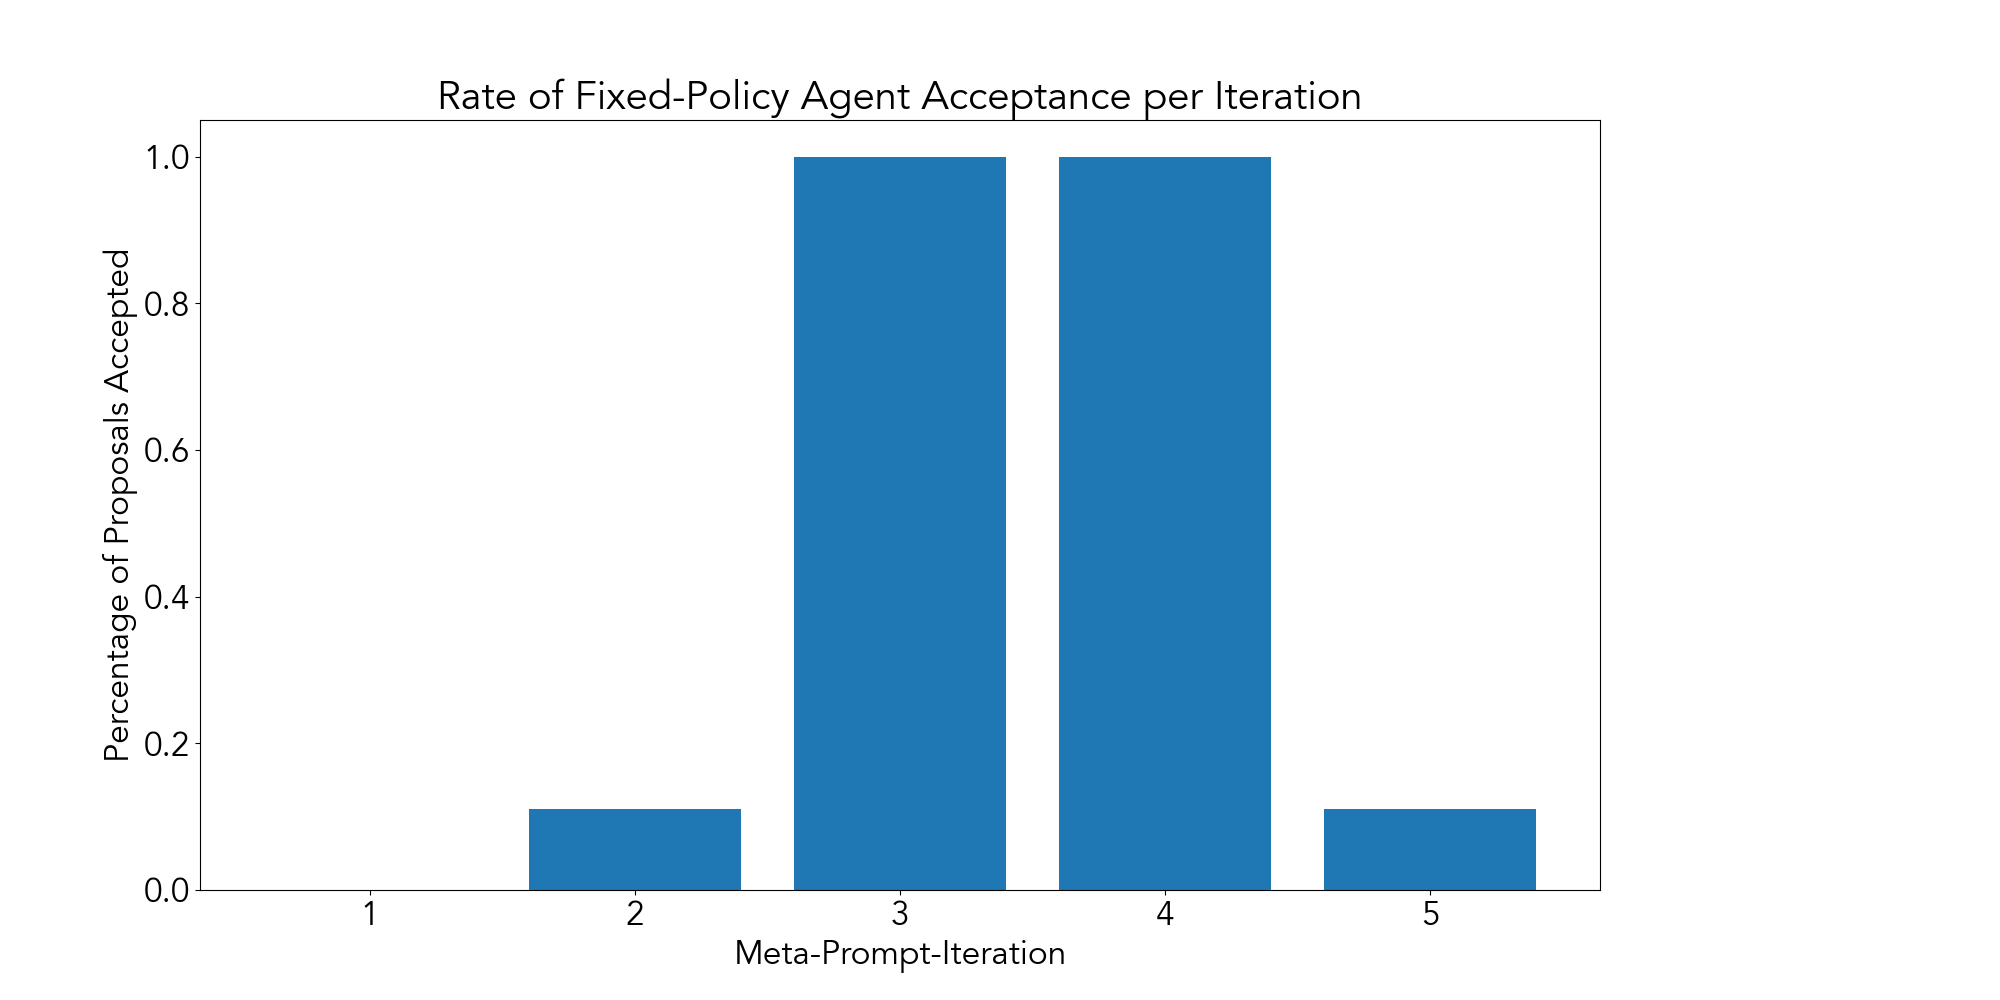 Rate of Fixed-Policy Agent Acceptance per Iteration
Percentage of Proposals Accepted
1.0
0.8
0.6
0.4
0.2
0.0
1 2 3 4 5
Meta-Prompt-Iteration